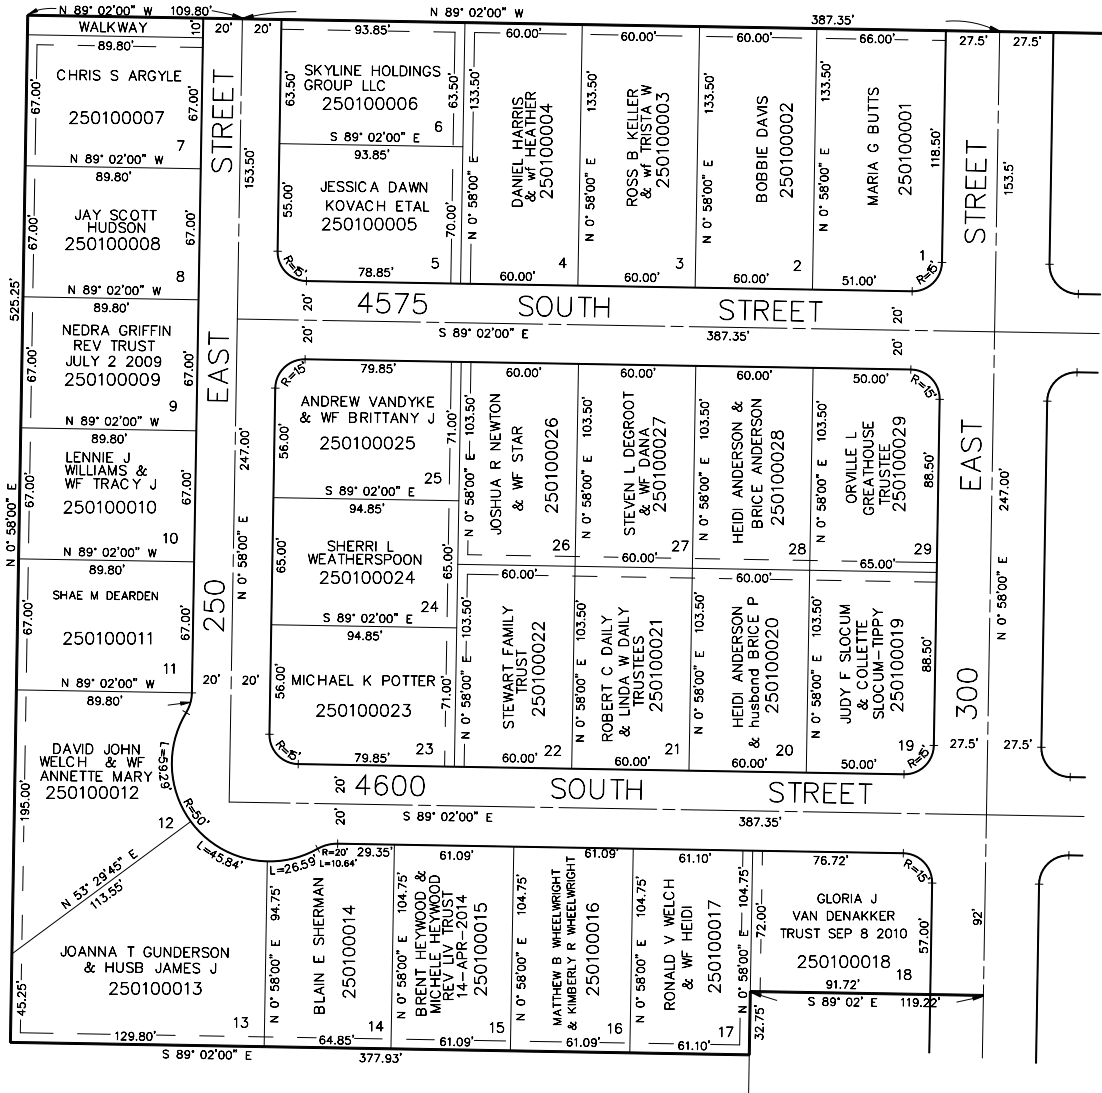 N 89° 02'00" W 109.80'
N 89° 02'00" W
387.35'
WALKWAY
10'
20'
20'
89.80'
67.00'
CHRIS S ARGYLE
250100007
67.00'
7
N 89° 02'00" W
89.80'
67.00'
JAY SCOTT
HUDSON
250100008
67.00'
8
N 89° 02'00" W
89.80'
525.25'
N 0° 58'00" E
67.00'
NEDRA GRIFFIN
REV TRUST
JULY 2 2009
250100009
67.00'
9
N 89° 02'00" W
89.80'
67.00'
LENNIE J
WILLIAMS &
WF TRACY J
250100010
67.00'
10
N 89° 02'00" W
89.80'
67.00'
SHAE M DEARDEN
250100011
67.00'
11
N 89° 02'00" W
89.80'
250 EAST STREET
153.50'
247.00'
N 0° 58'00" E
20'
20'
93.85'
63.50'
SKYLINE HOLDINGS
GROUP LLC
250100006
63.50'
6
S 89° 02'00" E
93.85'
55.00'
JESSICA DAWN
KOVACH ETAL
250100005
70.00'
5
R=15'
78.85'
60.00'
133.50'
N 0° 58'00" E
DANIEL HARRIS
& wf HEATHER
250100004
4
60.00'
60.00'
133.50'
N 0° 58'00" E
ROSS B KELLER
& wf TRISTA W
250100003
3
60.00'
60.00'
133.50'
N 0° 58'00" E
BOBBIE DAVIS
250100002
2
60.00'
66.00'
133.50'
N 0° 58'00" E
MARIA G BUTTS
250100001
118.50'
1
R=15'
51.00'
27.5'
27.5'
153.5'
300 EAST STREET
247.00'
N 0° 58'00" E
20'
4575 SOUTH STREET
20'
20'
S 89° 02'00" E
387.35'
20'
R=15'
79.85'
56.00'
ANDREW VANDYKE
& WF BRITTANY J
250100025
71.00'
25
S 89° 02'00" E
94.85'
65.00'
SHERRI L
WEATHERSPOON
250100024
65.00'
24
S 89° 02'00" E
94.85'
56.00'
MICHAEL K POTTER
250100023
71.00'
23
R=15'
79.85'
60.00'
N 0° 58'00" E 103.50'
JOSHUA R NEWTON
& WF STAR
250100026
26
60.00'
N 0° 58'00" E 103.50'
STEVEN L DEGROOT
& WF DANA
250100027
27
60.00'
60.00'
N 0° 58'00" E 103.50'
HEIDI ANDERSON &
BRICE ANDERSON
250100028
28
50.00'
R=15'
N 0° 58'00" E 103.50'
ORVILLE L
GREATHOUSE
TRUSTEE
250100029
88.50'
29
65.00'
60.00'
N 0° 58'00" E 103.50'
STEWART FAMILY
TRUST
250100022
22
60.00'
N 0° 58'00" E 103.50'
ROBERT C DAILY
& LINDA W DAILY
TRUSTEES
250100021
21
60.00'
60.00'
N 0° 58'00" E 103.50'
HEIDI ANDERSON
& husband BRICE P
250100020
20
60.00'
N 0° 58'00" E 103.50'
JUDY F SLOCUM
& COLLETTE
SLOCUM-TIPPY
250100019
88.50'
19
R=15'
50.00'
27.5'
27.5'
20'
4600 SOUTH STREET
20'
S 89° 02'00" E
387.35'
DAVID JOHN
WELCH & WF
ANNETTE MARY
250100012
12
195.00'
L=59.29'
R=50'
N 53° 29'45" E
113.55'
L=45.84'
L=26.59'
R=20'
L=10.64'
29.35'
JOANNA T GUNDERSON
& HUSB JAMES J
250100013
45.25'
13
129.80'
N 0° 58'00" E 94.75'
BLAIN E SHERMAN
250100014
14
64.85'
61.09'
N 0° 58'00" E 104.75'
BRENT HEYWOOD &
MICHELE HEYWOOD
REV LIV TRUST
14-APR-2014
250100015
15
61.09'
61.09'
N 0° 58'00" E 104.75'
MATTHEW B WHEELWRIGHT
& KIMBERLY R WHEELWRIGHT
250100016
16
61.09'
61.10'
N 0° 58'00" E 104.75'
RONALD V WELCH
& WF HEIDI
250100017
17
61.10'
N 0° 58'00" E 104.75'
76.72'
R=15'
72.00'
GLORIA J
VAN DENAKKER
TRUST SEP 8 2010
250100018
57.00'
18
91.72'
S 89° 02' E 119.22'
92'
32.75'
S 89° 02'00" E
377.93'